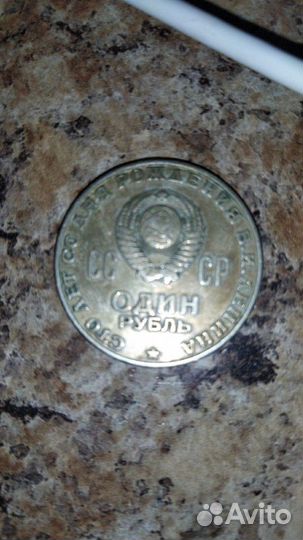 СТО ЛЕТ СО ДНЯ РОЖДЕНИЯ В.И.ЛЕНИНА
СС СР
ОДИН
РУБЛЬ
Avito